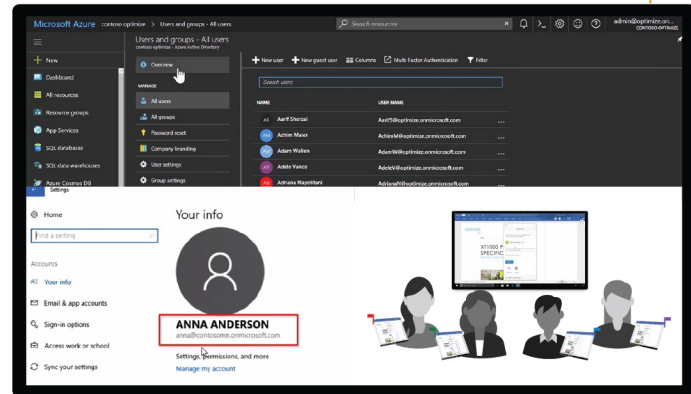 Microsoft Azure contoso optimize > Users and groups - All users
Search resources
admin@optimize.on...
CONTOSO OPTIMIZE
Users and groups - All users
contoso optimize - Azure Active Directory
New
Dashboard
All resources
Resource groups
App Services
SQL databases
SQL data warehouses
Azure Cosmos DB
Overview
MANAGE
All users
All groups
Password reset
Company branding
User settings
Group settings
New user New guest user Columns Multi-Factor Authentication Filter
Search users
NAME USER NAME
AS Aarif Sherzai AarifS@optimize.onmicrosoft.com ...
Achim Maier AchimM@optimize.onmicrosoft.com ...
Adam Wallen AdamW@optimize.onmicrosoft.com ...
Adele Vance AdeleV@optimize.onmicrosoft.com ...
Adriana Napolitani AdrianaN@optimize.onmicrosoft.com ...
Settings
Home
Find a setting
Accounts
Your info
Email & app accounts
Sign-in options
Access work or school
Sync your settings
Your info
ANNA ANDERSON
anna@contosome.onmicrosoft.com
Settings, permissions, and more
Manage my account
XT1000 P
SPECIFIC